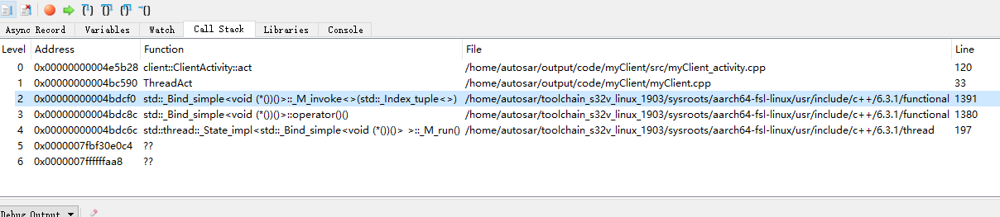 Async Record Variables Watch Call Stack Libraries Console
Level Address Function File Line
0 0x00000000004e5b28 client::ClientActivity::act /home/autosar/output/code/myClient/src/myClient_activity.cpp 120
1 0x00000000004bc590 ThreadAct /home/autosar/output/code/myClient/myClient.cpp 33
2 0x00000000004bdcf0 std::_Bind_simple<void (*())()>::_M_invoke<>(std::_Index_tuple<>) /home/autosar/toolchain_s32v_linux_1903/sysroots/aarch64-fsl-linux/usr/include/c++/6.3.1/functional 1391
3 0x00000000004bdc8c std::_Bind_simple<void (*())()>::operator()() /home/autosar/toolchain_s32v_linux_1903/sysroots/aarch64-fsl-linux/usr/include/c++/6.3.1/functional 1380
4 0x00000000004bdc6c std::thread::_State_impl<std::_Bind_simple<void (*())()> >::_M_run() /home/autosar/toolchain_s32v_linux_1903/sysroots/aarch64-fsl-linux/usr/include/c++/6.3.1/thread 197
5 0x0000007fbf30e0c4 ??
6 0x0000007ffffffaa8 ??
Debug Output